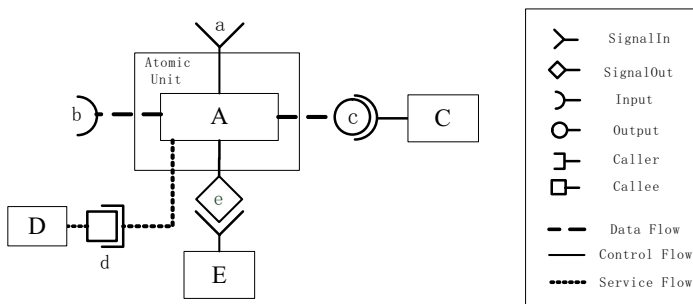 a
Atomic
Unit
b
A
c
C
e
D
d
E
SignalIn
SignalOut
Input
Output
Caller
Callee
Data Flow
Control Flow
Service Flow